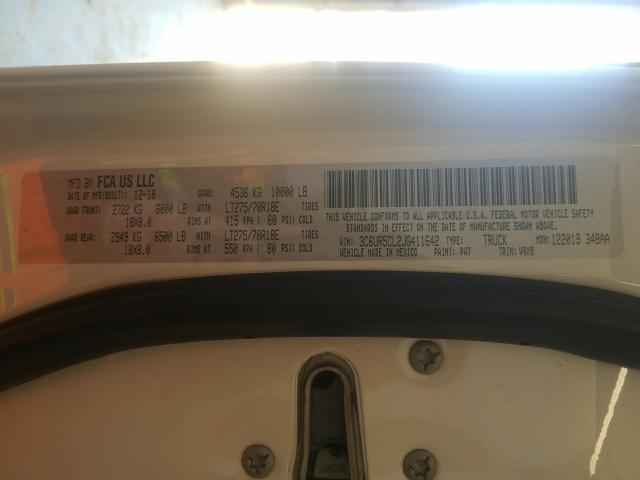 MFD BY FCA US LLC GVWR: 4536 KG 10000 LB
DATE OF MFR(BUILT): 12-18
GAWR FRONT: 2722 KG 6000 LB WITH LT275/70R18E TIRES
18X8.0 RIMS AT 415 KPA ( 60 PSI) COLD
GAWR REAR: 2949 KG 6500 LB WITH LT275/70R18E TIRES
18X8.0 RIMS AT 550 KPA ( 80 PSI) COLD
THIS VEHICLE CONFORMS TO ALL APPLICABLE U.S.A. FEDERAL MOTOR VEHICLE SAFETY
STANDARDS IN EFFECT ON THE DATE OF MANUFACTURE SHOWN ABOVE.
VIN: 3C6UR5CL2JG411642 TYPE: TRUCK MDH: 122019 348AA
VEHICLE MADE IN MEXICO PAINT: PW7 TRIM: V9X8